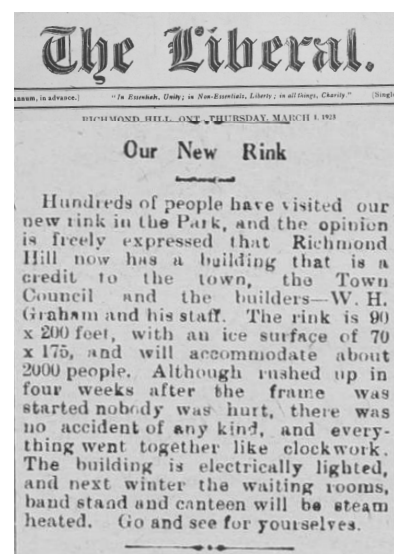 The Liberal.
annum, in advance.) "In Essentials, Unity; in Non-Essentials, Liberty; in all things, Charity." (Singl
RICHMOND HILL, ONT., THURSDAY, MARCH 1, 1923
Our New Rink
Hundreds of people have visited our
new rink in the Park, and the opinion
is freely expressed that Richmond
Hill now has a building that is a
credit to the town, the Town
Council and the builders—W. H.
Graham and his staff. The rink is 90
x 200 feet, with an ice surface of 70
x 175, and will accommodate about
2000 people. Although rushed up in
four weeks after the frame was
started nobody was hurt, there was
no accident of any kind, and every-
thing went together like clockwork.
The building is electrically lighted,
and next winter the waiting rooms,
band stand and canteen will be steam
heated. Go and see for yourselves.